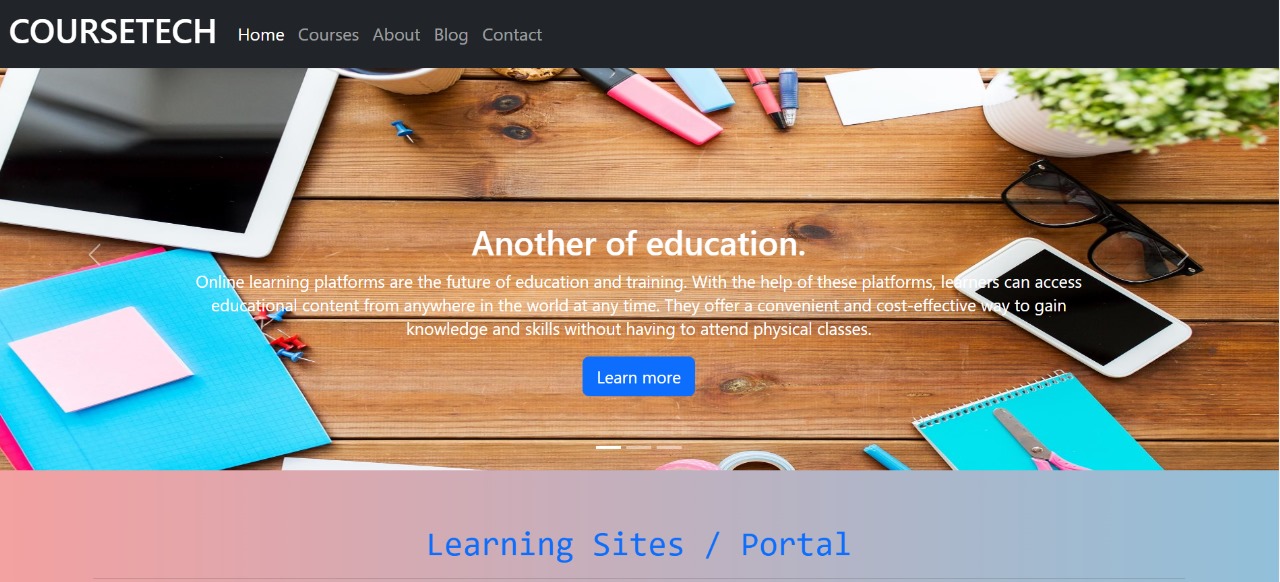 COURSETECH Home Courses About Blog Contact
Another of education.
Online learning platforms are the future of education and training. With the help of these platforms, learners can access
educational content from anywhere in the world at any time. They offer a convenient and cost-effective way to gain
knowledge and skills without having to attend physical classes.
Learn more
Learning Sites / Portal